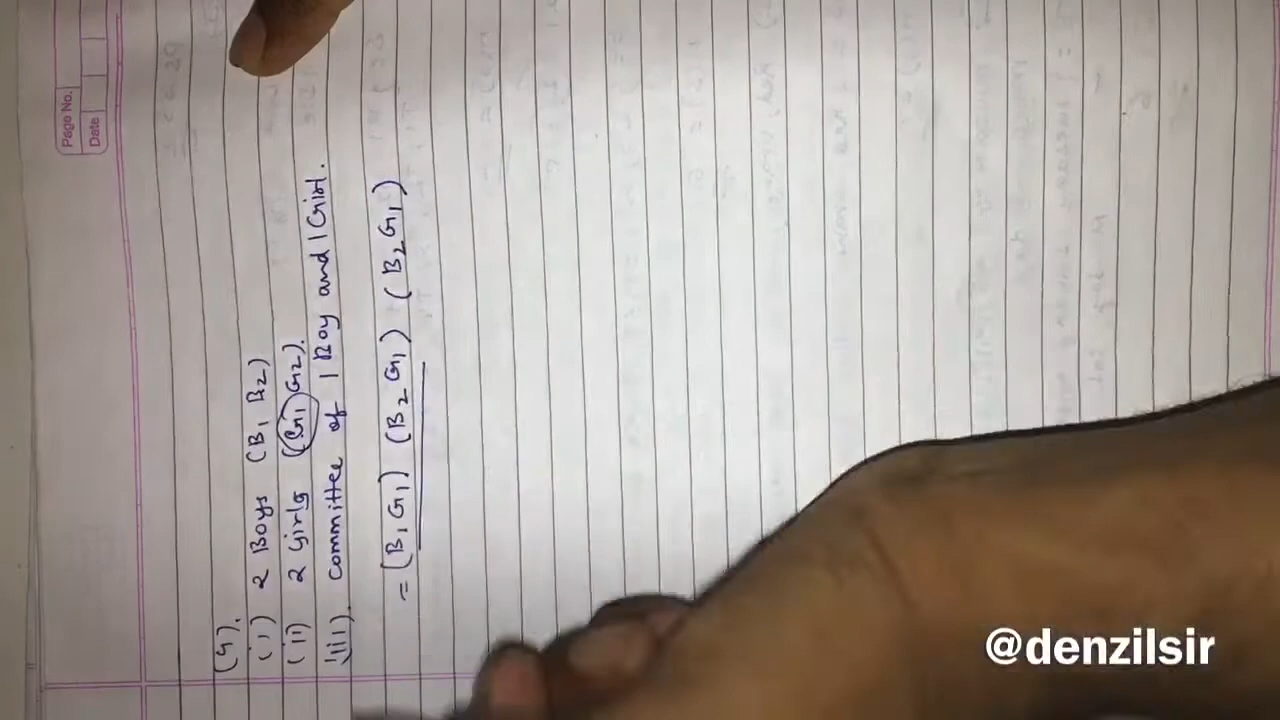 Page No.
Date
(4).
(i) 2 Boys (B1 B2)
(ii) 2 Girls (G1 G2).
(iii). Committee of 1 Boy and 1 Girl.
= (B1 G1) (B2 G1) (B2 G1)
@denzilsir